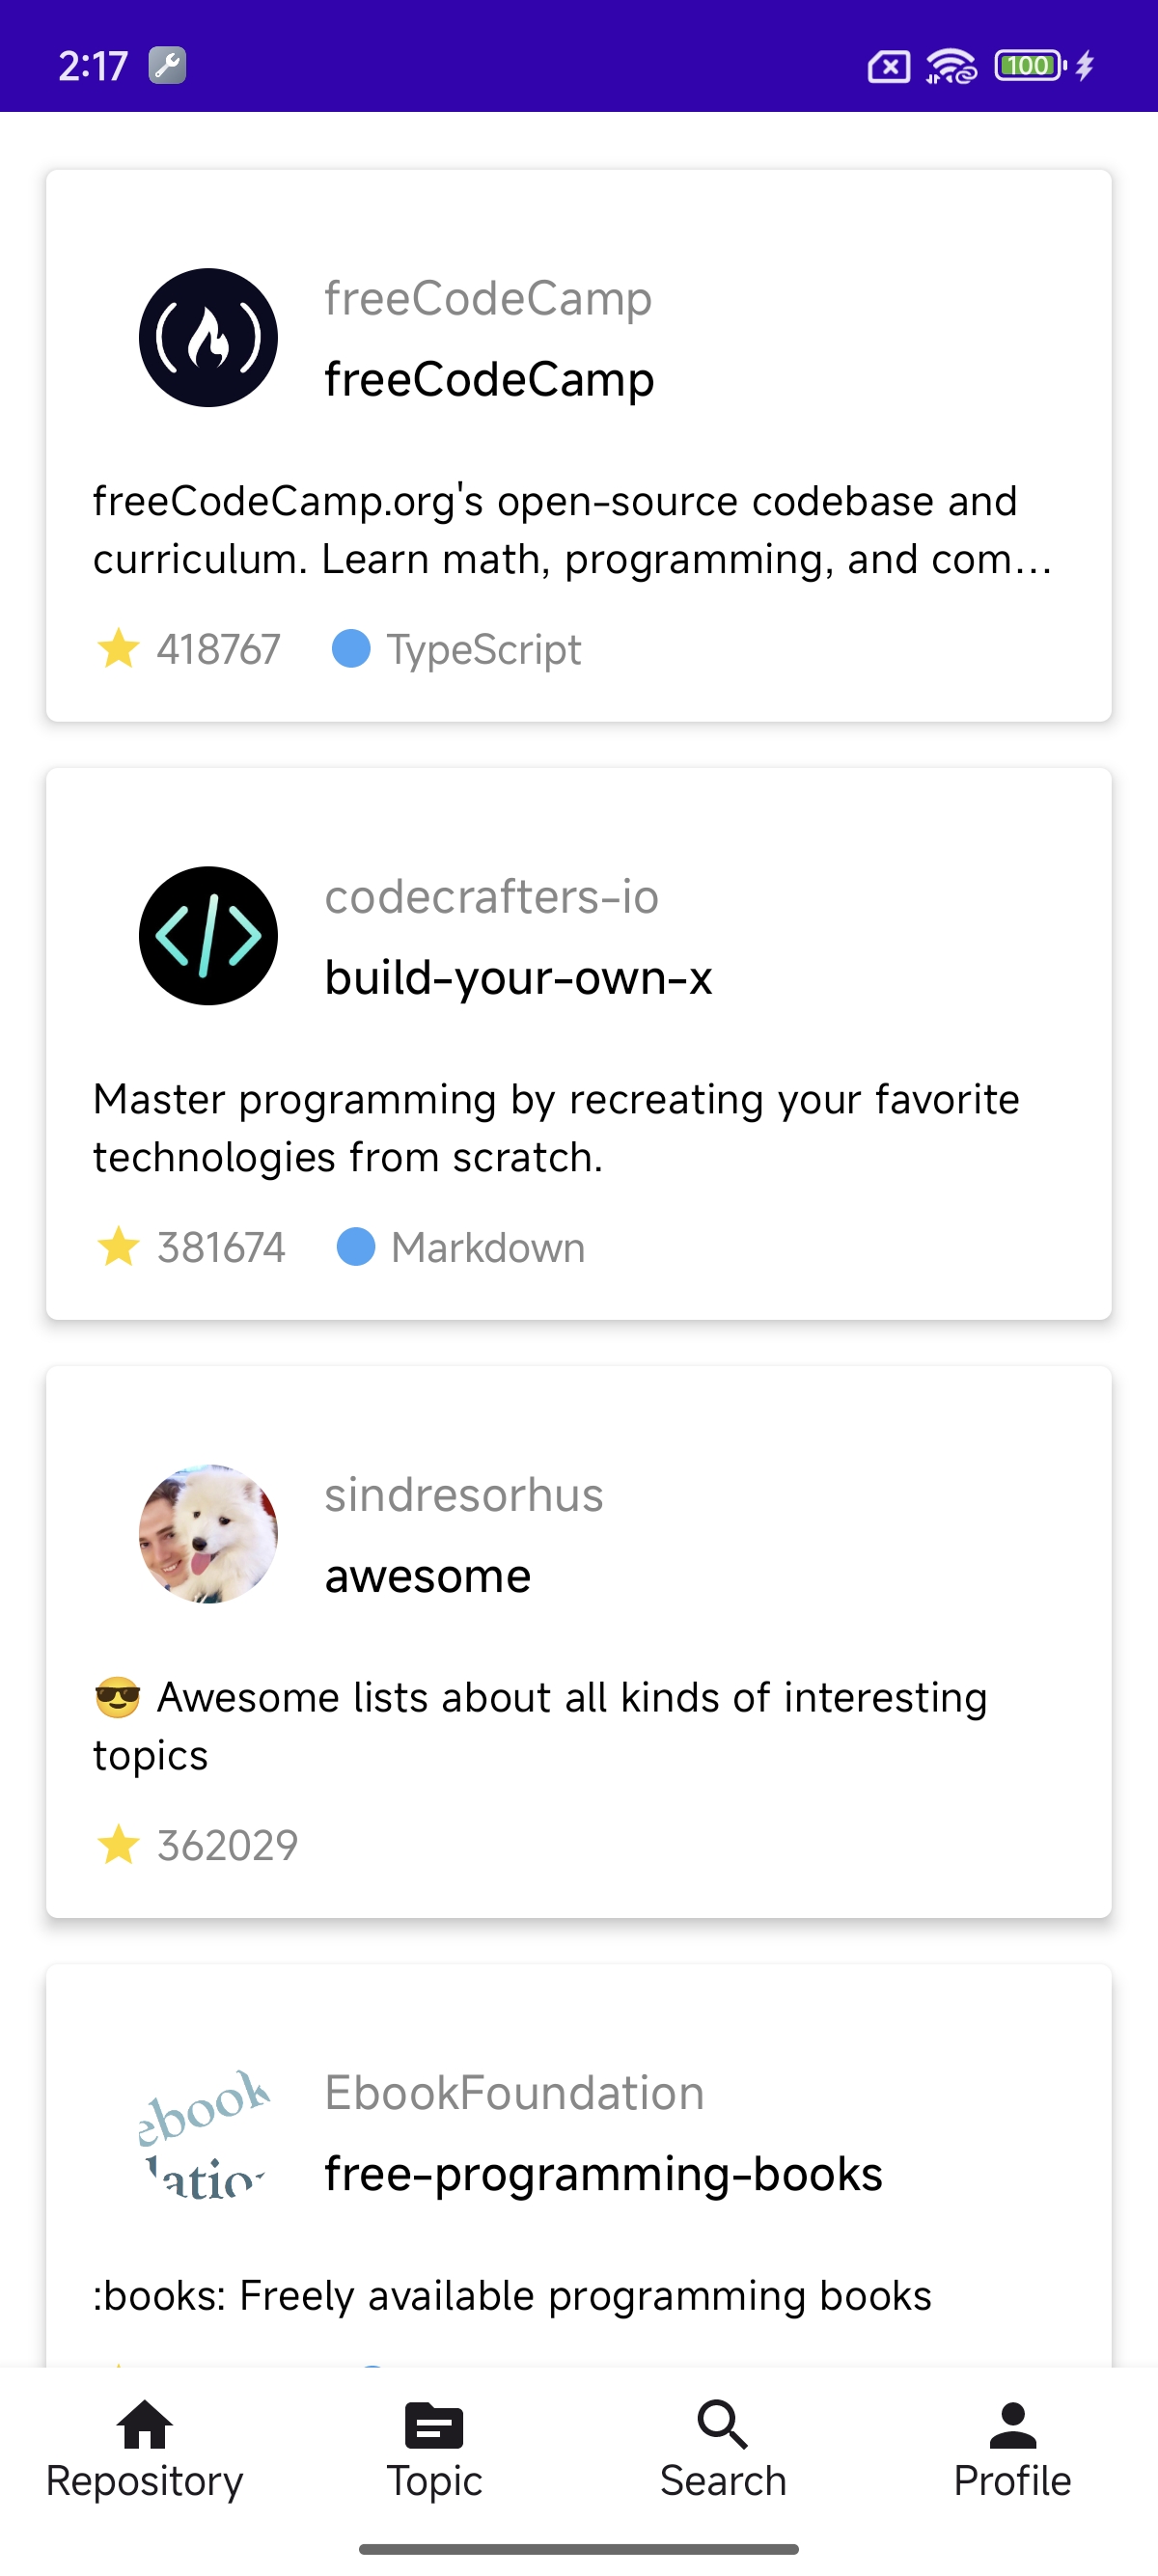 2:17
100
freeCodeCamp
freeCodeCamp
freeCodeCamp.org's open-source codebase and
curriculum. Learn math, programming, and com...
418767 TypeScript
codecrafters-io
build-your-own-x
Master programming by recreating your favorite
technologies from scratch.
381674 Markdown
sindresorhus
awesome
😎 Awesome lists about all kinds of interesting
topics
362029
ebook
EbookFoundation
free-programming-books
:books: Freely available programming books
Repository Topic Search Profile